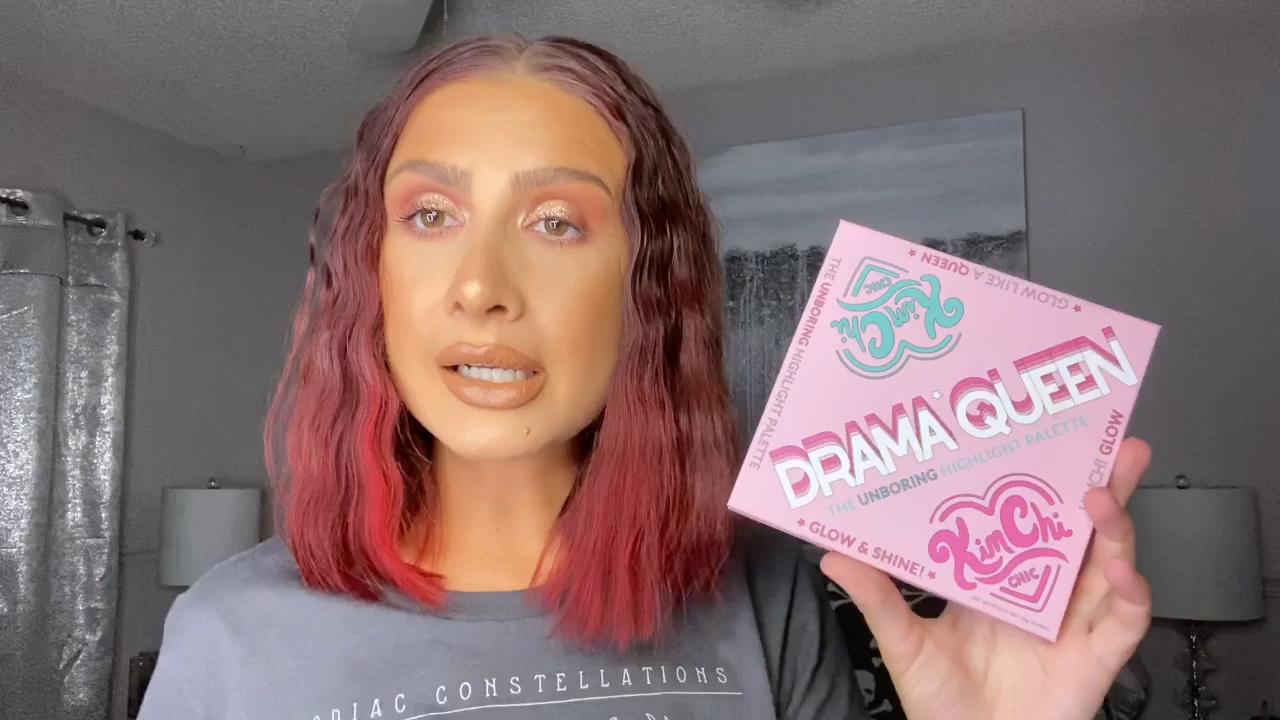 GLOW LIKE A QUEEN
KimChi
CHIC
THE UNBORING HIGHLIGHT PALETTE
DRAMA QUEEN
THE UNBORING HIGHLIGHT PALETTE
GLOW & SHINE!
KimChi
CHIC
GLOW
CONSTELLATIONS